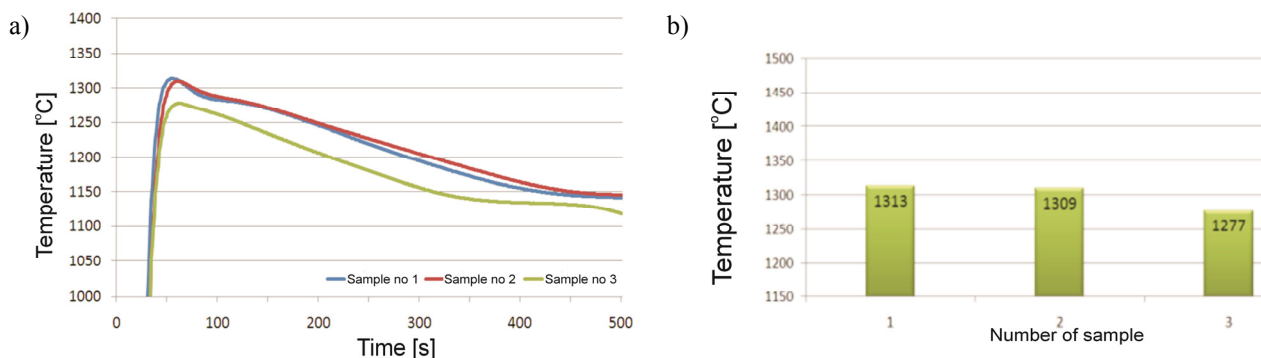 a)
Temperature [°C]
1400
1350
1300
1250
1200
1150
1100
1050
1000
Sample no 1 Sample no 2 Sample no 3
0 100 200 300 400 500
Time [s]
b)
Temperature [°C]
1500
1450
1400
1350
1300
1250
1200
1150
1313 1309 1277
1 2 3
Number of sample